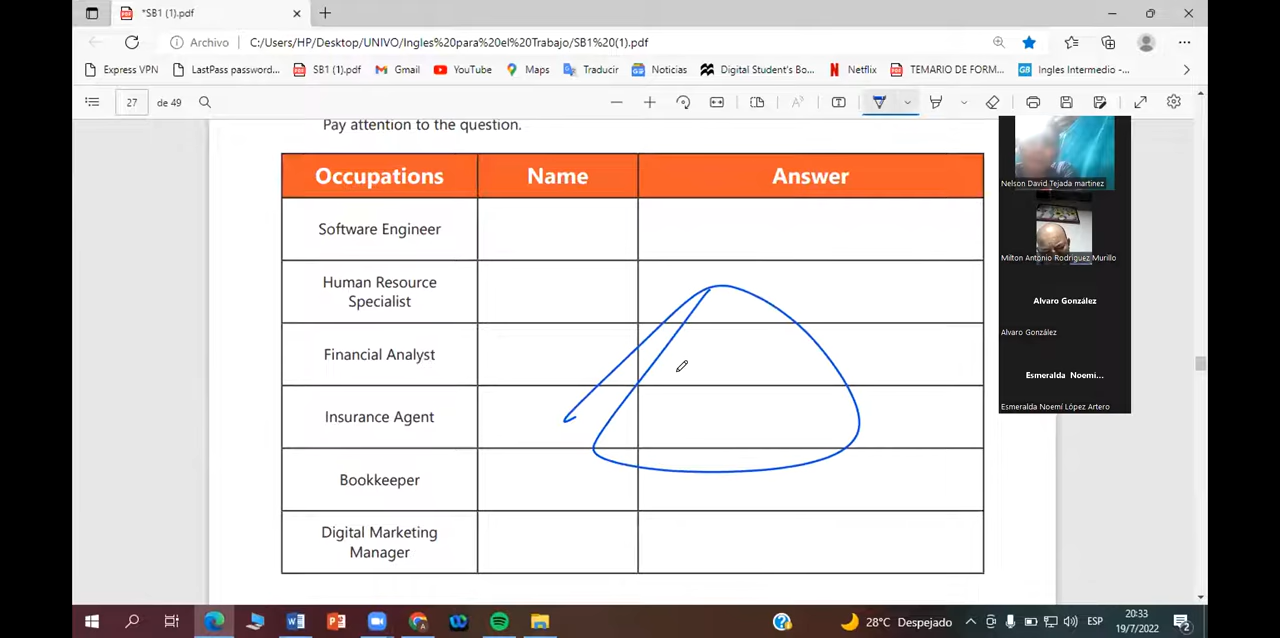 *SB1 (1).pdf
Archivo C:/Users/HP/Desktop/UNIVO/Ingles%20para%20el%20Trabajo/SB1%20(1).pdf
Express VPN LastPass password... SB1 (1).pdf Gmail YouTube Maps Traducir Noticias Digital Student's Bo... Netflix TEMARIO DE FORM... Ingles Intermedio -...
27 de 49
Pay attention to the question.
Occupations Name Answer
Software Engineer
Human Resource
Specialist
Financial Analyst
Insurance Agent
Bookkeeper
Digital Marketing
Manager
Nelson David Tejada martinez
Milton Antonio Rodriguez Murillo
Alvaro González
Alvaro González
Esmeralda Noemi...
Esmeralda Noemí López Artero
28°C Despejado ESP 20:33
19/7/2022 2